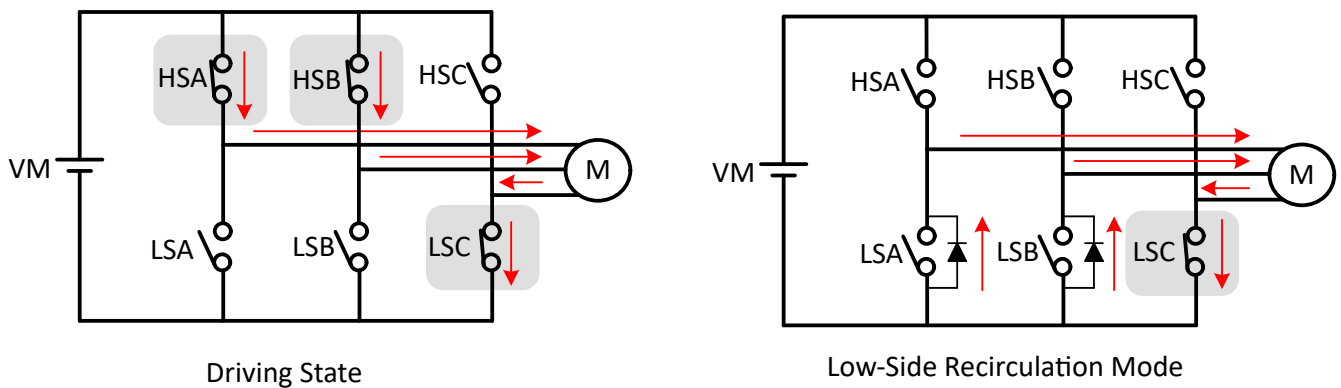 HSA HSB HSC
VM M
LSA LSB LSC
Driving State
HSA HSB HSC
VM M
LSA LSB LSC
Low-Side Recirculation Mode